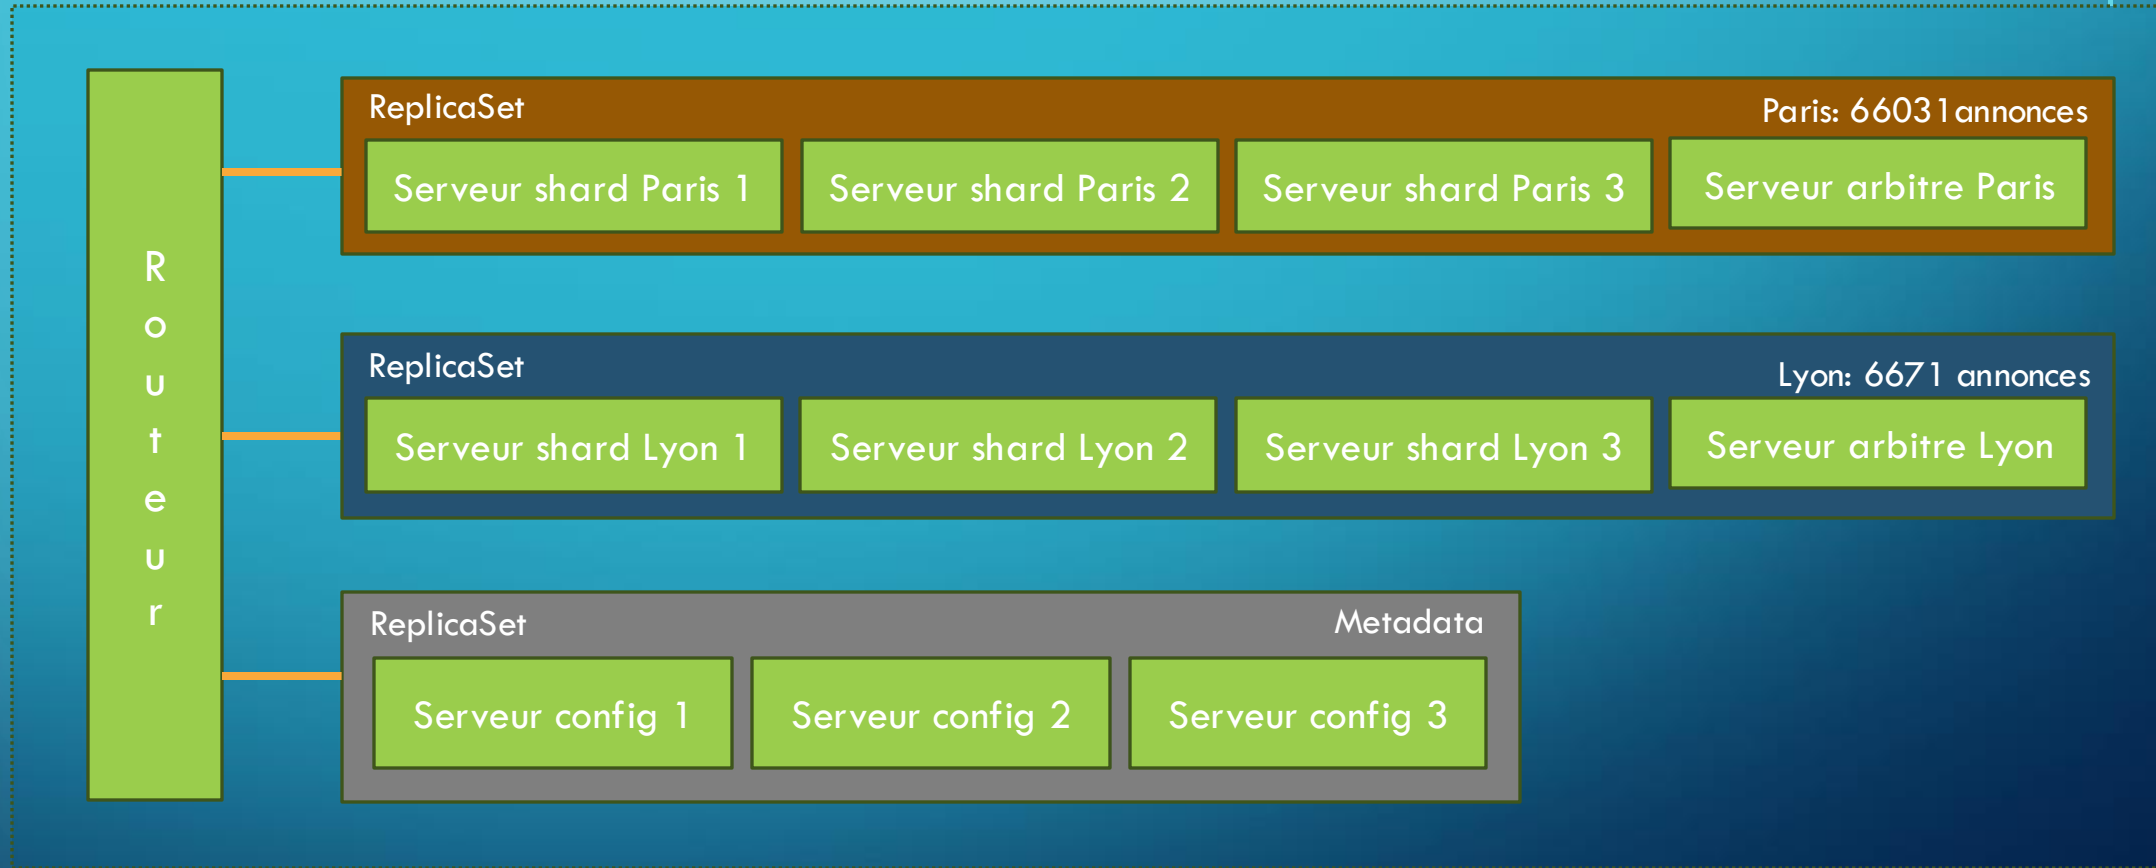 Routeur
ReplicaSet
Paris: 66031annonces
Serveur shard Paris 1
Serveur shard Paris 2
Serveur shard Paris 3
Serveur arbitre Paris
ReplicaSet
Lyon: 6671 annonces
Serveur shard Lyon 1
Serveur shard Lyon 2
Serveur shard Lyon 3
Serveur arbitre Lyon
ReplicaSet
Metadata
Serveur config 1
Serveur config 2
Serveur config 3